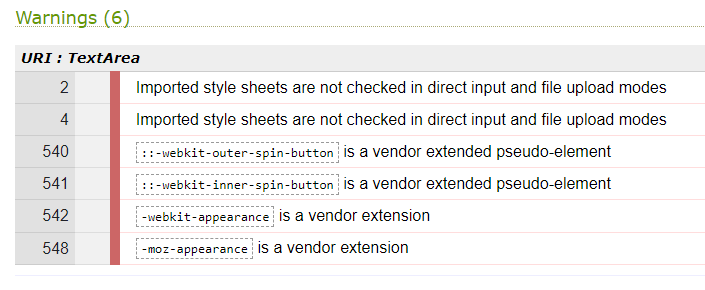 Warnings (6)
URI : TextArea
2 Imported style sheets are not checked in direct input and file upload modes
4 Imported style sheets are not checked in direct input and file upload modes
540 ::-webkit-outer-spin-button is a vendor extended pseudo-element
541 ::-webkit-inner-spin-button is a vendor extended pseudo-element
542 -webkit-appearance is a vendor extension
548 -moz-appearance is a vendor extension